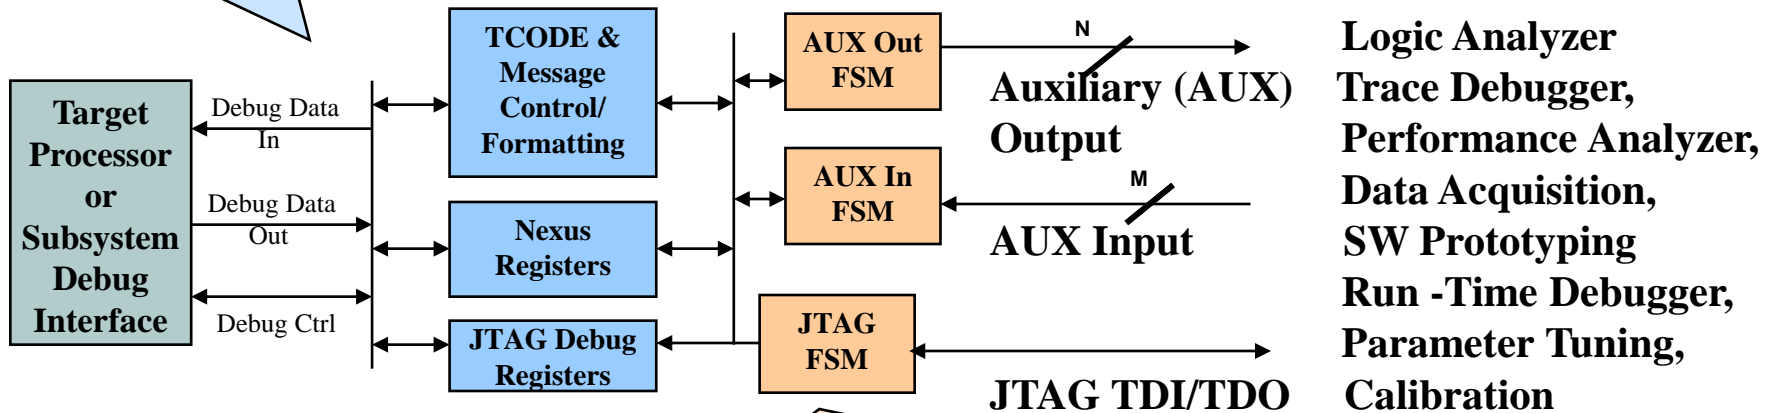 Target
Processor
or
Subsystem
Debug
Interface
Debug Data
In
Debug Data
Out
Debug Ctrl
TCODE &
Message
Control/
Formatting
Nexus
Registers
JTAG Debug
Registers
AUX Out
FSM
AUX In
FSM
JTAG
FSM
N
Auxiliary (AUX)
Output
M
AUX Input
JTAG TDI/TDO
Logic Analyzer
Trace Debugger,
Performance Analyzer,
Data Acquisition,
SW Prototyping
Run -Time Debugger,
Parameter Tuning,
Calibration